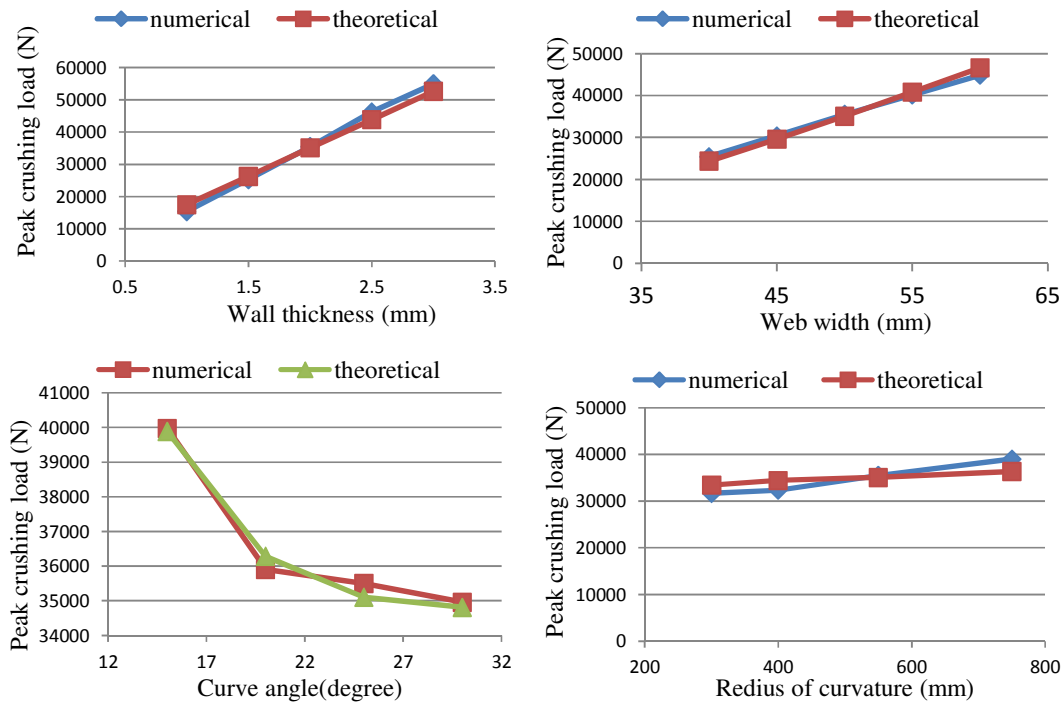 numerical theoretical
Peak crushing load (N)
60000
50000
40000
30000
20000
10000
0
0.5 1.5 2.5 3.5
Wall thickness (mm)
numerical theoretical
Peak crushing load (N)
50000
40000
30000
20000
10000
0
35 45 55 65
Web width (mm)
numerical theoretical
Peak crushing load (N)
41000
40000
39000
38000
37000
36000
35000
34000
12 17 22 27 32
Curve angle(degree)
numerical theoretical
Peak crushing load (N)
50000
40000
30000
20000
10000
0
200 400 600 800
Redius of curvature (mm)